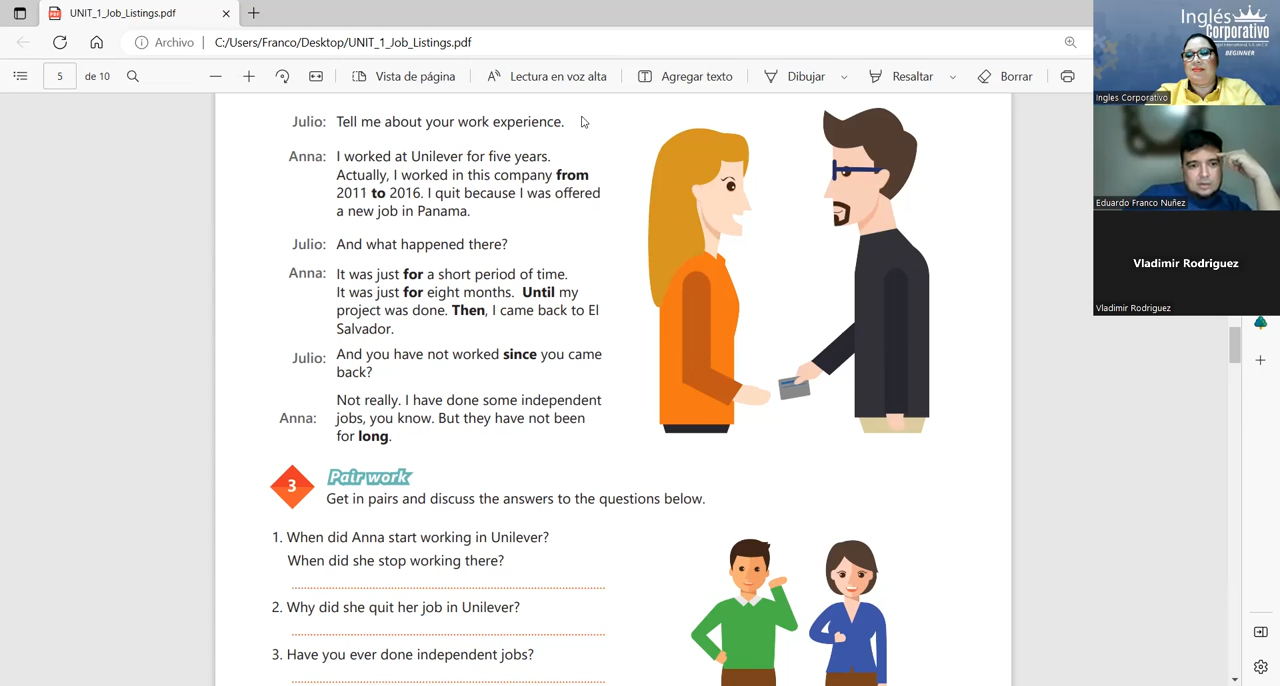 UNIT_1_Job_Listings.pdf
Archivo
C:/Users/Franco/Desktop/UNIT_1_Job_Listings.pdf
5
de 10
Vista de página
Lectura en voz alta
Agregar texto
Dibujar
Resaltar
Borrar
Julio: Tell me about your work experience.
Anna: I worked at Unilever for five years.
Actually, I worked in this company from
2011 to 2016. I quit because I was offered
a new job in Panama.
Julio: And what happened there?
Anna: It was just for a short period of time.
It was just for eight months. Until my
project was done. Then, I came back to El
Salvador.
Julio: And you have not worked since you came
back?
Not really. I have done some independent
Anna: jobs, you know. But they have not been
for long.
3
Pair work
Get in pairs and discuss the answers to the questions below.
1. When did Anna start working in Unilever?
When did she stop working there?
2. Why did she quit her job in Unilever?
3. Have you ever done independent jobs?
Inglés
Corporativo
BEGINNER
Ingles Corporativo
Eduardo Franco Nuñez
Vladimir Rodriguez
Vladimir Rodriguez